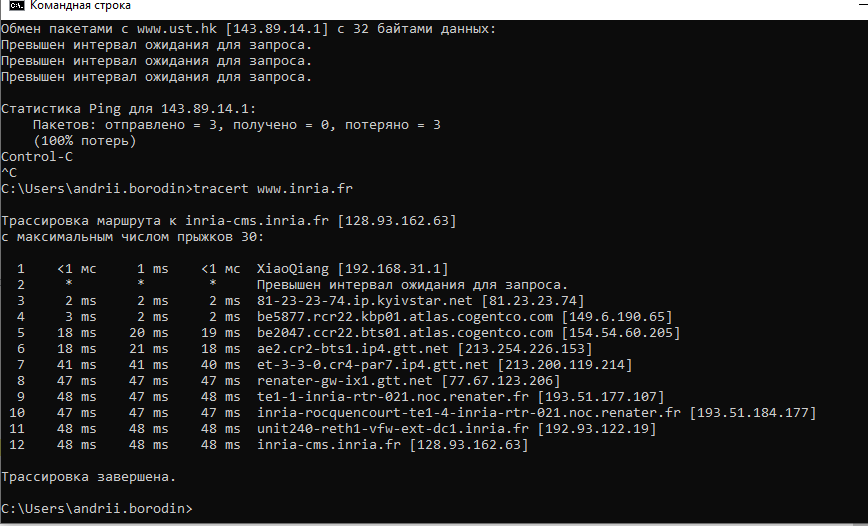 Командная строка
Обмен пакетами с www.ust.hk [143.89.14.1] с 32 байтами данных:
Превышен интервал ожидания для запроса.
Превышен интервал ожидания для запроса.
Превышен интервал ожидания для запроса.
Статистика Ping для 143.89.14.1:
Пакетов: отправлено = 3, получено = 0, потеряно = 3
(100% потерь)
Control-C
^C
C:\Users\andrii.borodin>tracert www.inria.fr
Трассировка маршрута к inria-cms.inria.fr [128.93.162.63]
с максимальным числом прыжков 30:
1 <1 мс 1 ms <1 мс XiaoQiang [192.168.31.1]
2 * * * Превышен интервал ожидания для запроса.
3 2 ms 2 ms 2 ms 81-23-23-74.ip.kyivstar.net [81.23.23.74]
4 3 ms 2 ms 2 ms be5877.rcr22.kbp01.atlas.cogentco.com [149.6.190.65]
5 18 ms 20 ms 19 ms be2047.ccr22.bts01.atlas.cogentco.com [154.54.60.205]
6 18 ms 21 ms 18 ms ae2.cr2-bts1.ip4.gtt.net [213.254.226.153]
7 41 ms 41 ms 40 ms et-3-3-0.cr4-par7.ip4.gtt.net [213.200.119.214]
8 47 ms 47 ms 47 ms renater-gw-ix1.gtt.net [77.67.123.206]
9 48 ms 47 ms 48 ms te1-1-inria-rtr-021.noc.renater.fr [193.51.177.107]
10 47 ms 47 ms 48 ms inria-rocquencourt-te1-4-inria-rtr-021.noc.renater.fr [193.51.184.177]
11 48 ms 48 ms 48 ms unit240-reth1-vfw-ext-dc1.inria.fr [192.93.122.19]
12 48 ms 48 ms 48 ms inria-cms.inria.fr [128.93.162.63]
Трассировка завершена.
C:\Users\andrii.borodin>